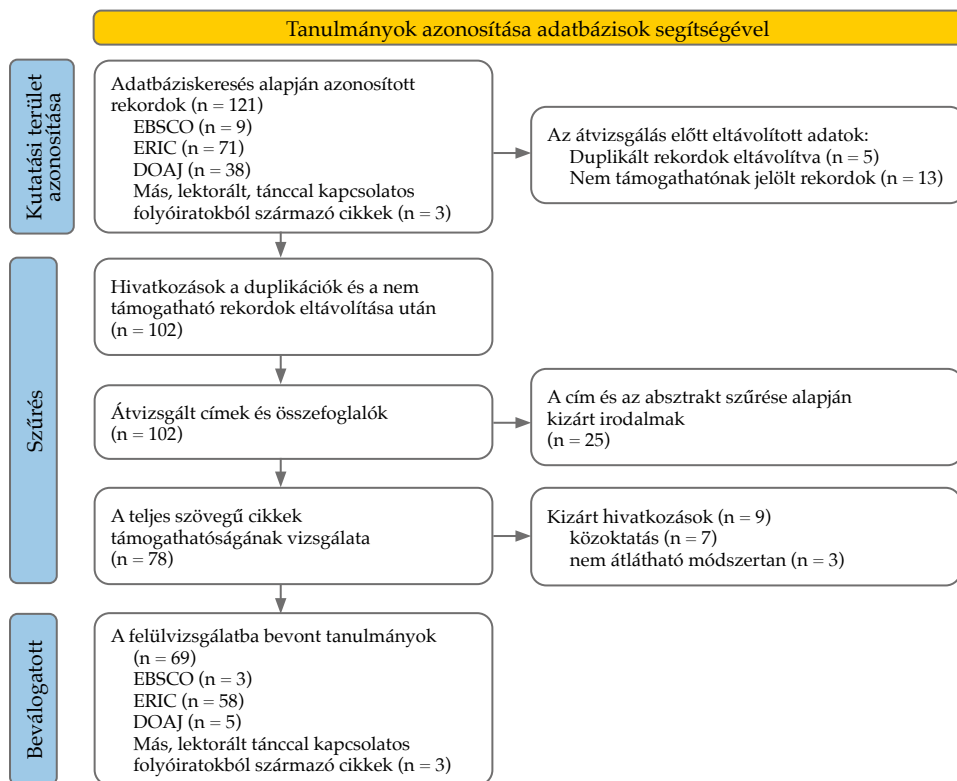 Tanulmányok azonosítása adatbázisok segítségével
Kutatási terület
azonosítása
Adatbáziskeresés alapján azonosított
rekordok (n = 121)
EBSCO (n = 9)
ERIC (n = 71)
DOAJ (n = 38)
Más, lektorált, tánccal kapcsolatos
folyóiratokból származó cikkek (n = 3)
Az átvizsgálás előtt eltávolított adatok:
Duplikált rekordok eltávolítva (n = 5)
Nem támogathatónak jelölt rekordok (n = 13)
Szűrés
Hivatkozások a duplikációk és a nem
támogatható rekordok eltávolítása után
(n = 102)
Átvizsgált címek és összefoglalók
(n = 102)
A cím és az absztrakt szűrése alapján
kizárt irodalmak
(n = 25)
A teljes szövegű cikkek
támogathatóságának vizsgálata
(n = 78)
Kizárt hivatkozások (n = 9)
közoktatás (n = 7)
nem átlátható módszertan (n = 3)
Beválogatott
A felülvizsgálatba bevont tanulmányok
(n = 69)
EBSCO (n = 3)
ERIC (n = 58)
DOAJ (n = 5)
Más, lektorált tánccal kapcsolatos
folyóiratokból származó cikkek (n = 3)